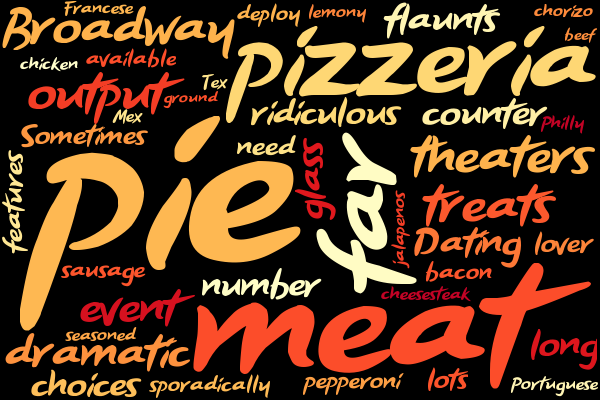 Francese
deploy
lemony
flaunts
chorizo
Broadway
beef
chicken
available
pizzeria
output
ground
Tex
Mex
ridiculous
counter
Philly
Sometimes
need
glass
far
theaters
features
pie
jalapenos
treats
Dating
lover
sausage
number
bacon
cheesesteak
event
meat
seasoned
dramatic
long
choices
sporadically
pepperoni
lots
Portuguese